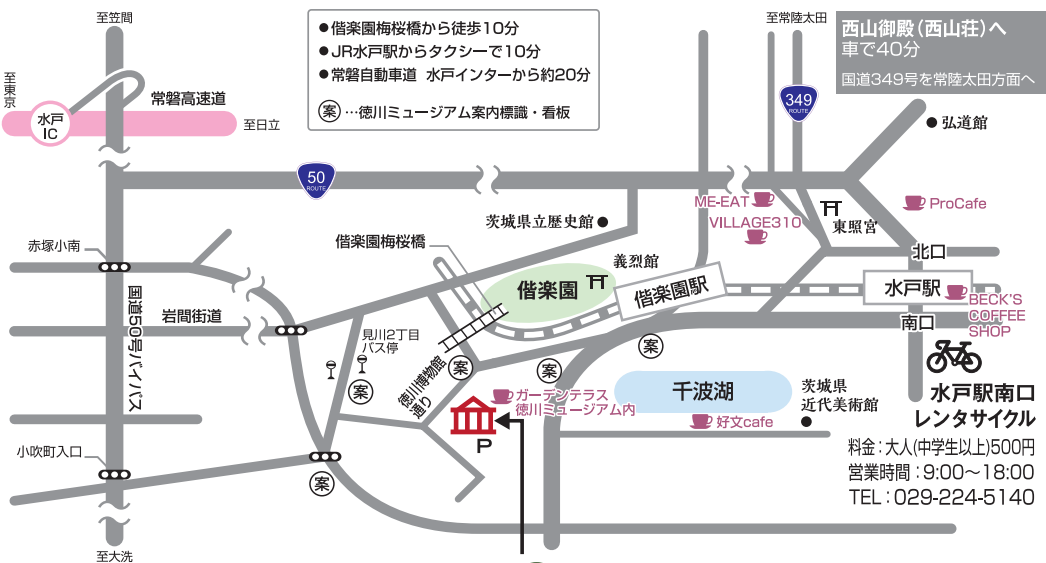 至笠間
至東京
水戸
IC
常磐高速道
至日立
●偕楽園梅桜橋から徒歩10分
●JR水戸駅からタクシーで10分
●常磐自動車道 水戸インターから約20分
案…徳川ミュージアム案内標識・看板
至常陸太田
西山御殿（西山荘）へ
車で40分
国道349号を常陸太田方面へ
349
ROUTE
●弘道館
50
ROUTE
ME-EAT
VILLAGE310
東照宮
ProCafe
茨城県立歴史館●
偕楽園梅桜橋
義烈館
偕楽園
偕楽園駅
北口
水戸駅
南口
BECK'S
COFFEE
SHOP
赤塚小南
国道50号バイパス
岩間街道
見川2丁目
バス停
案
案
案
案
徳川博物館
通り
ガーデンテラス
徳川ミュージアム内
P
千波湖
好文cafe
茨城県
近代美術館
●
水戸駅南口
レンタサイクル
料金：大人(中学生以上)500円
営業時間：9:00〜18:00
TEL：029-224-5140
小吹町入口
案
至大洗